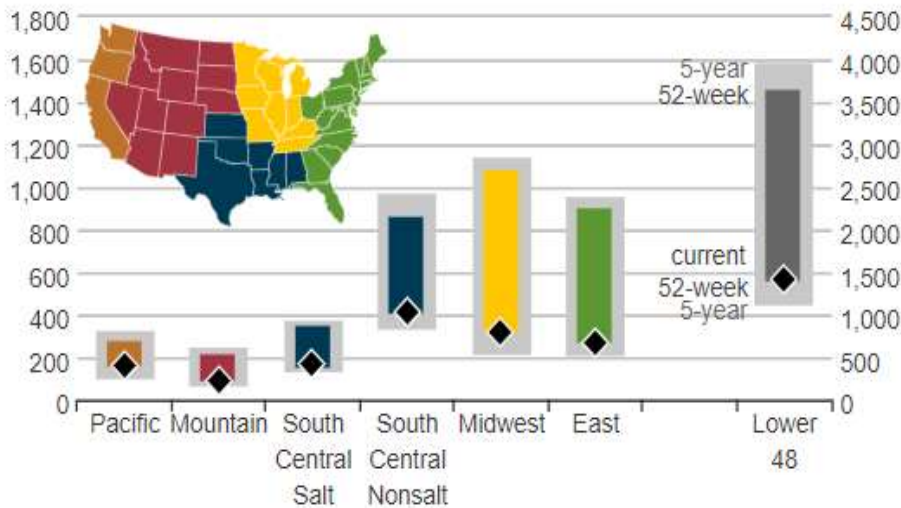 1,800
1,600
1,400
1,200
1,000
800
600
400
200
0
4,500
4,000
3,500
3,000
2,500
2,000
1,500
1,000
500
0
5-year
52-week
current
52-week
5-year
Pacific
Mountain
South
Central
Salt
South
Central
Nonsalt
Midwest
East
Lower
48